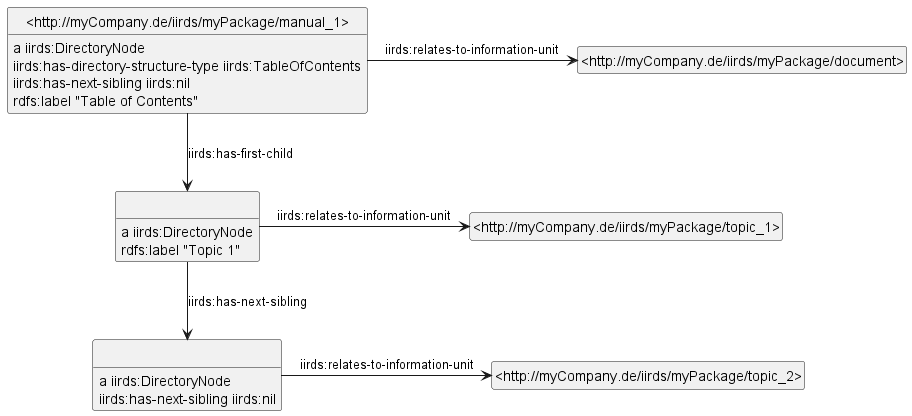 <http://myCompany.de/iirds/myPackage/manual_1>
a iirds:DirectoryNode
iirds:has-directory-structure-type iirds:TableOfContents
iirds:has-next-sibling iirds:nil
rdfs:label "Table of Contents"
iirds:relates-to-information-unit
<http://myCompany.de/iirds/myPackage/document>
iirds:has-first-child
a iirds:DirectoryNode
rdfs:label "Topic 1"
iirds:relates-to-information-unit
<http://myCompany.de/iirds/myPackage/topic_1>
iirds:has-next-sibling
a iirds:DirectoryNode
iirds:has-next-sibling iirds:nil
iirds:relates-to-information-unit
<http://myCompany.de/iirds/myPackage/topic_2>